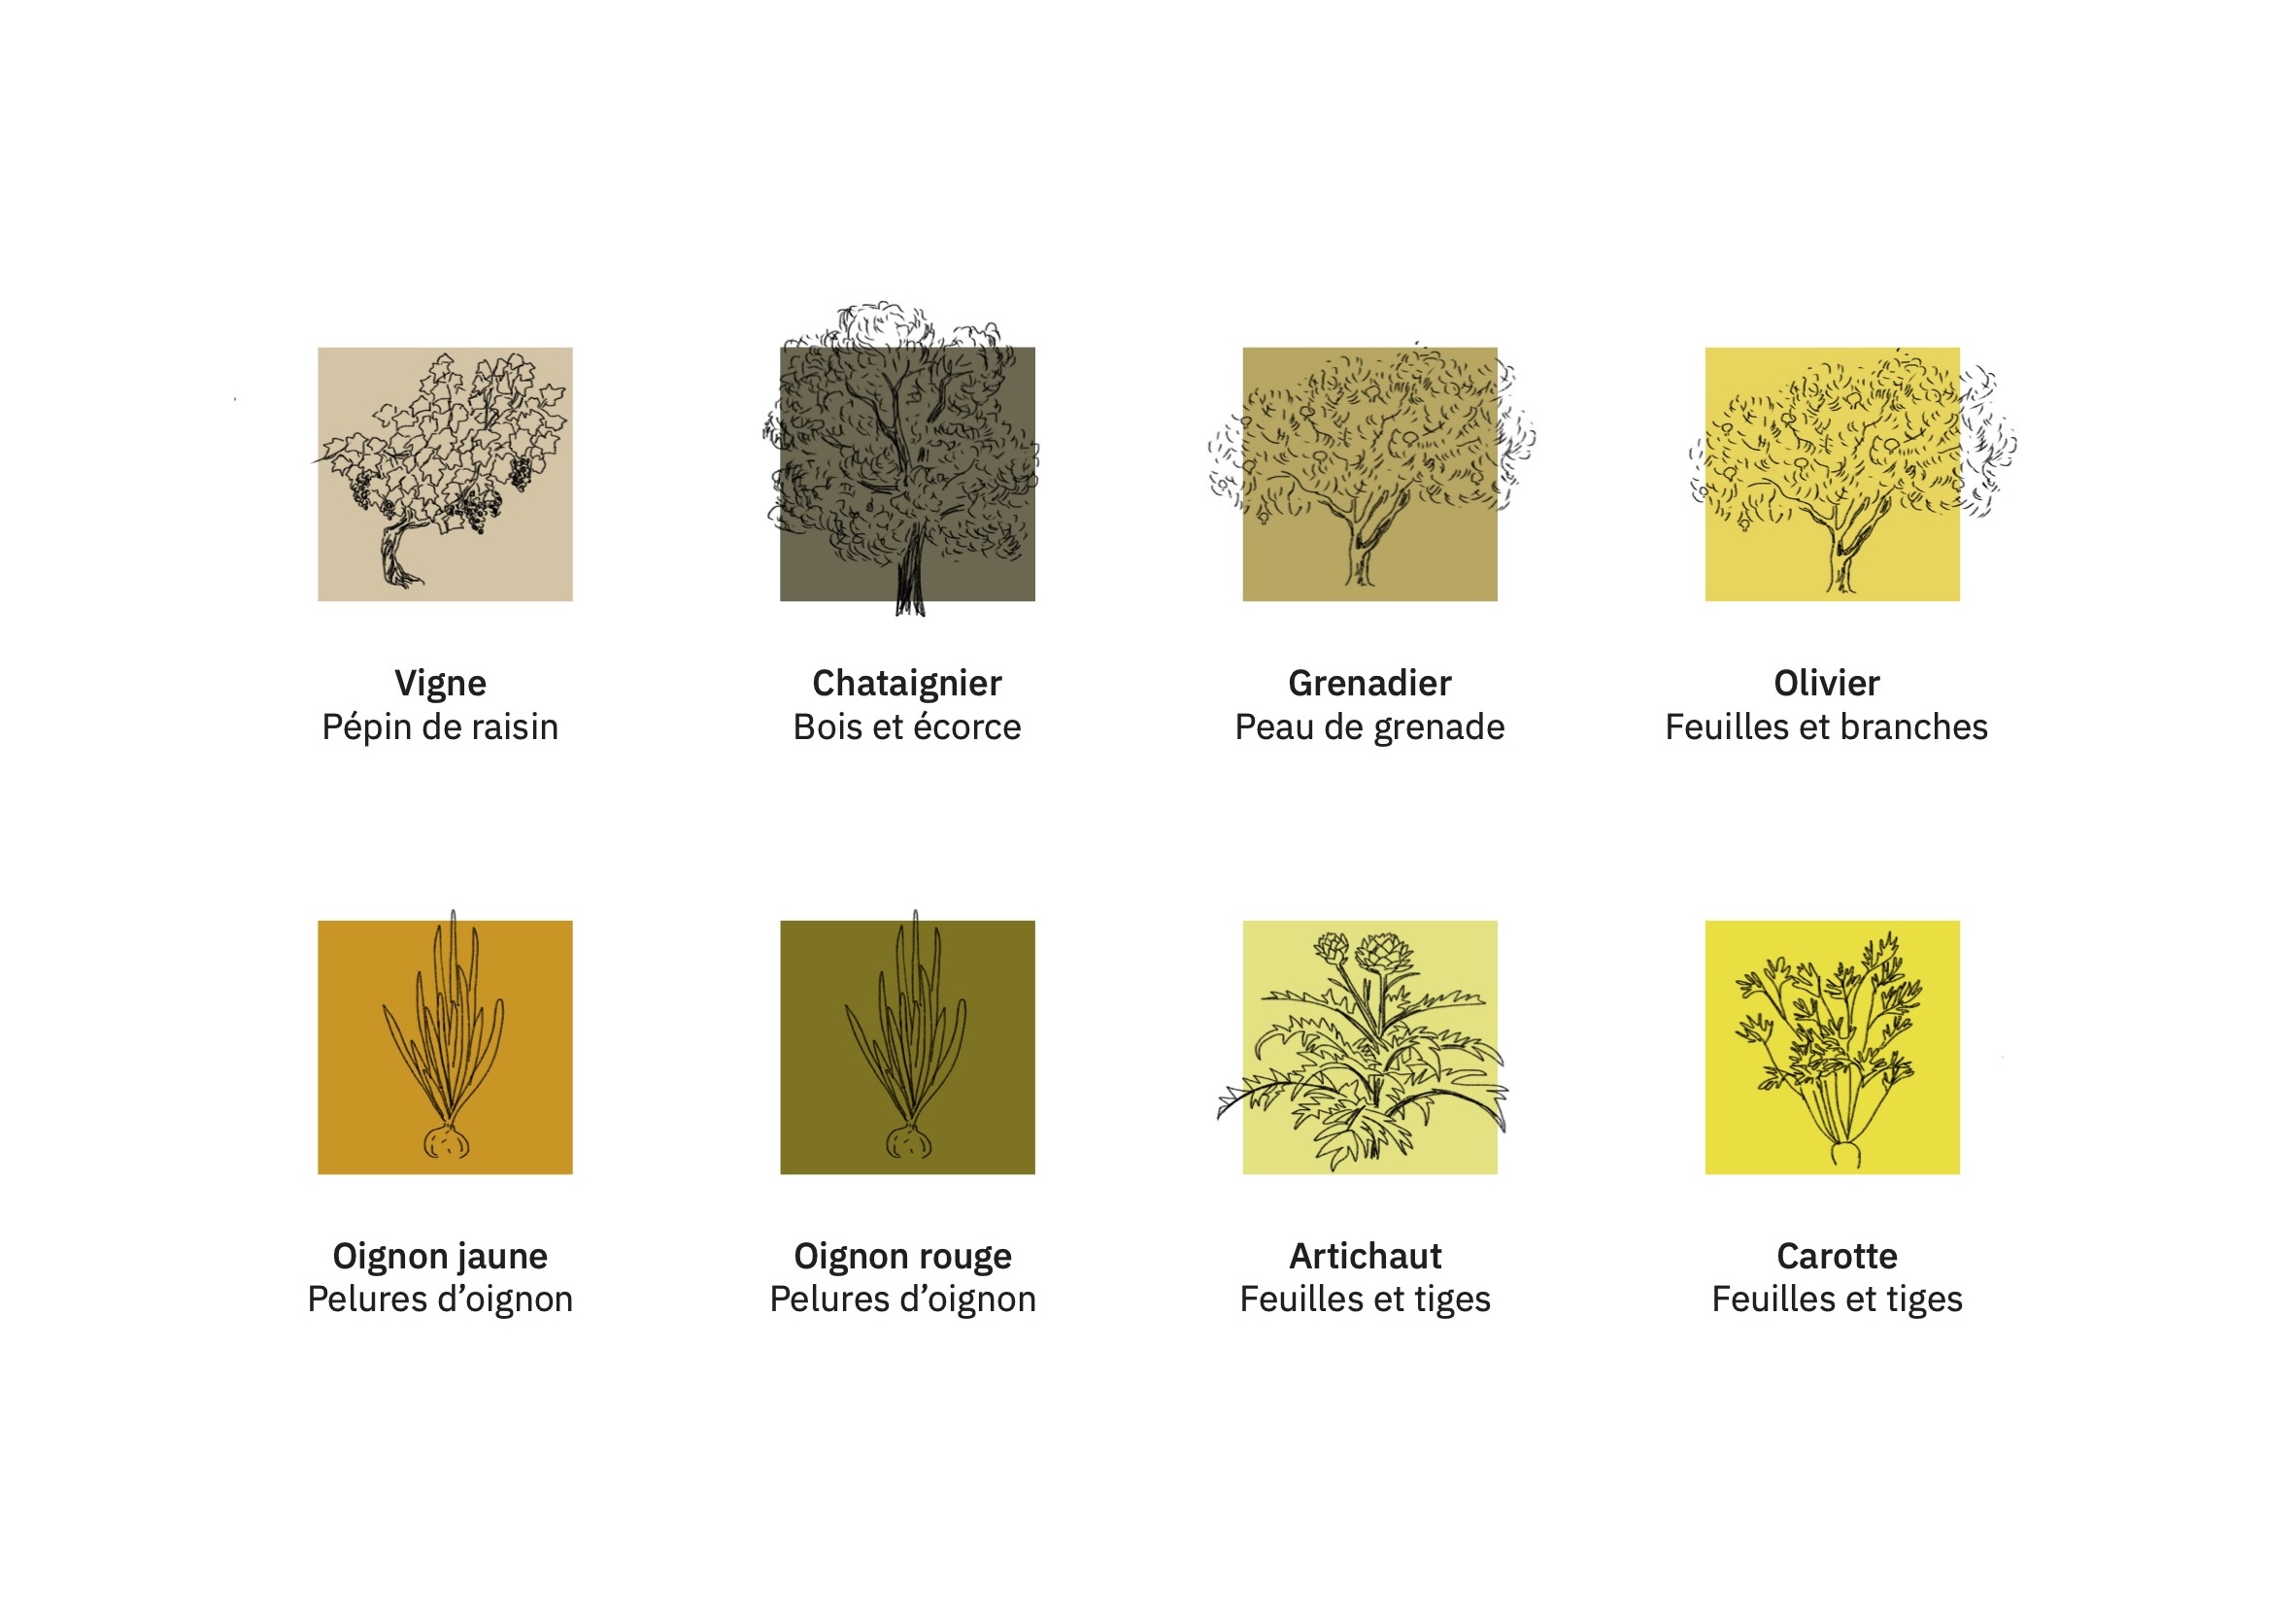 Vigne
Pépin de raisin
Chataignier
Bois et écorce
Grenadier
Peau de grenade
Olivier
Feuilles et branches
Oignon jaune
Pelures d’oignon
Oignon rouge
Pelures d’oignon
Artichaut
Feuilles et tiges
Carotte
Feuilles et tiges